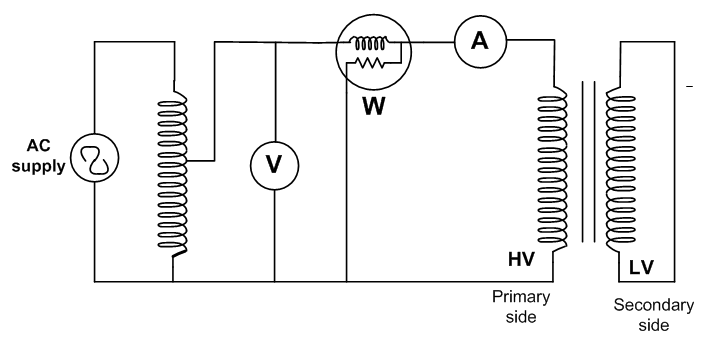 A
W
AC
supply
V
HV
LV
Primary
side
Secondary
side